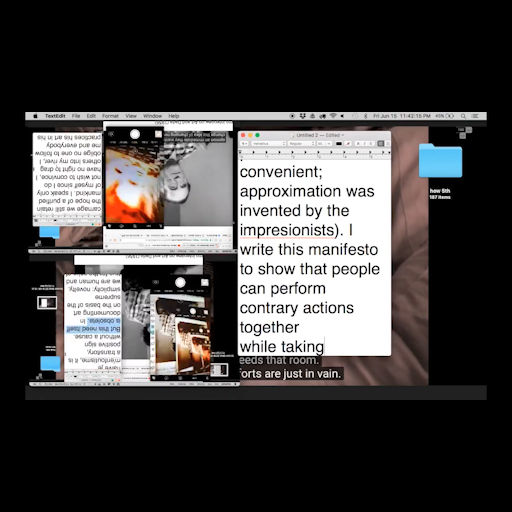 TextEdit File Edit Format View Window Help
Fri Jun 15 11:42:15 PM
Untitled 2 — Edited
convenient;
approximation was
invented by the
impresionists). I
write this manifesto
to show that people
can perform
contrary actions
together
while taking
eeds that room.
forts are just in vain.
how 5th
187 items
carnage we still retain
the hope of a purified
mankind. I speak only
of myself since I do
not wish to convince, I
have no right to drag
others into my river, I
oblige no one to follow
me and everybody
practices his art in his
m'enfoutisme, it is,
a transitory,
positive sign
without a cause
But this need itself
is obsolete. In
documenting art
on the basis of the
supreme
simplicity: novelty,
we are human and